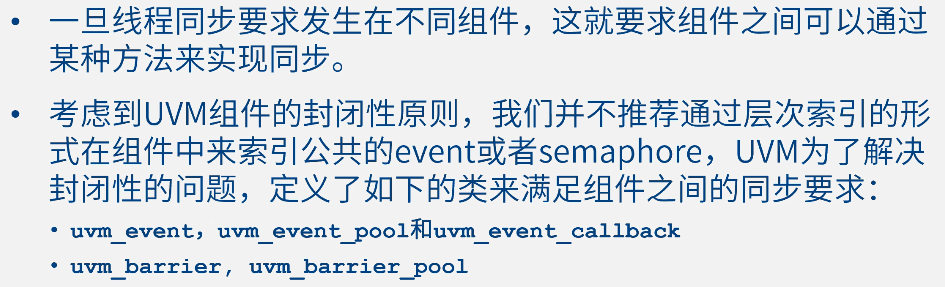 • 一旦线程同步要求发生在不同组件，这就要求组件之间可以通过
某种方法来实现同步。
• 考虑到UVM组件的封闭性原则，我们并不推荐通过层次索引的形
式在组件中来索引公共的event或者semaphore，UVM为了解决
封闭性的问题，定义了如下的类来满足组件之间的同步要求：
• uvm_event，uvm_event_pool和uvm_event_callback
• uvm_barrier, uvm_barrier_pool